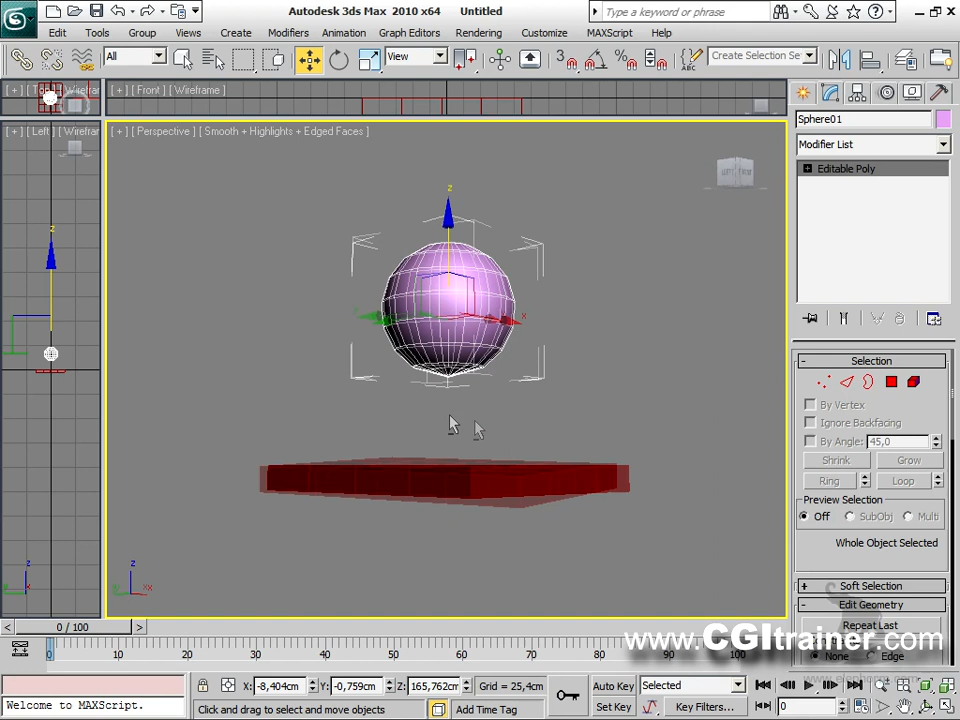 Autodesk 3ds Max 2010 x64 Untitled
Type a keyword or phrase
Edit Tools Group Views Create Modifiers Animation Graph Editors Rendering Customize MAXScript Help
All View 3 ABC Create Selection Se
[ + ] [ Front ] [ Wireframe ]
[ + ] [ Left ] [ Wirefram
[ + ] [ Perspective ] [ Smooth + Highlights + Edged Faces ]
Sphere01
Modifier List
Editable Poly
z
x
Selection
By Vertex
Ignore Backfacing
By Angle: 45,0
Shrink Grow
Ring Loop
Preview Selection
Off SubObj Multi
Whole Object Selected
Soft Selection
Edit Geometry
Repeat Last
None Edge
0 / 100
0 10 20 30 40 50 60 70 80 90 100
www.CGItrainer.com
X: -8,404cm Y: -0,759cm Z: 165,762cm Grid = 25,4cm
Auto Key Selected
Welcome to MAXScript.
Click and drag to select and move objects
Add Time Tag
Set Key Key Filters...
0